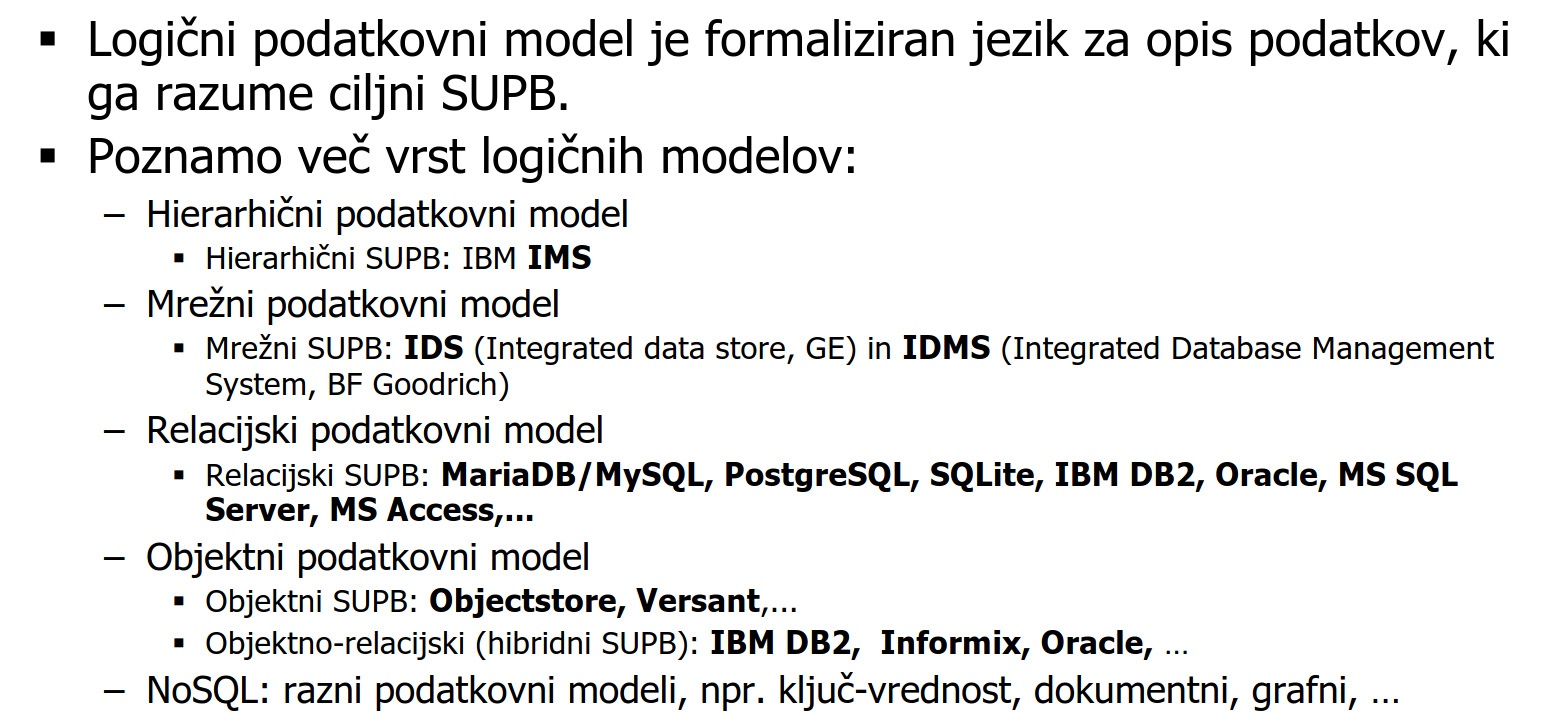 ▪ Logični podatkovni model je formaliziran jezik za opis podatkov, ki
ga razume ciljni SUPB.
▪ Poznamo več vrst logičnih modelov:
– Hierarhični podatkovni model
▪ Hierarhični SUPB: IBM IMS
– Mrežni podatkovni model
▪ Mrežni SUPB: IDS (Integrated data store, GE) in IDMS (Integrated Database Management
System, BF Goodrich)
– Relacijski podatkovni model
▪ Relacijski SUPB: MariaDB/MySQL, PostgreSQL, SQLite, IBM DB2, Oracle, MS SQL
Server, MS Access,...
– Objektni podatkovni model
▪ Objektni SUPB: Objectstore, Versant,...
▪ Objektno-relacijski (hibridni SUPB): IBM DB2, Informix, Oracle, ...
– NoSQL: razni podatkovni modeli, npr. ključ-vrednost, dokumentni, grafni, ...